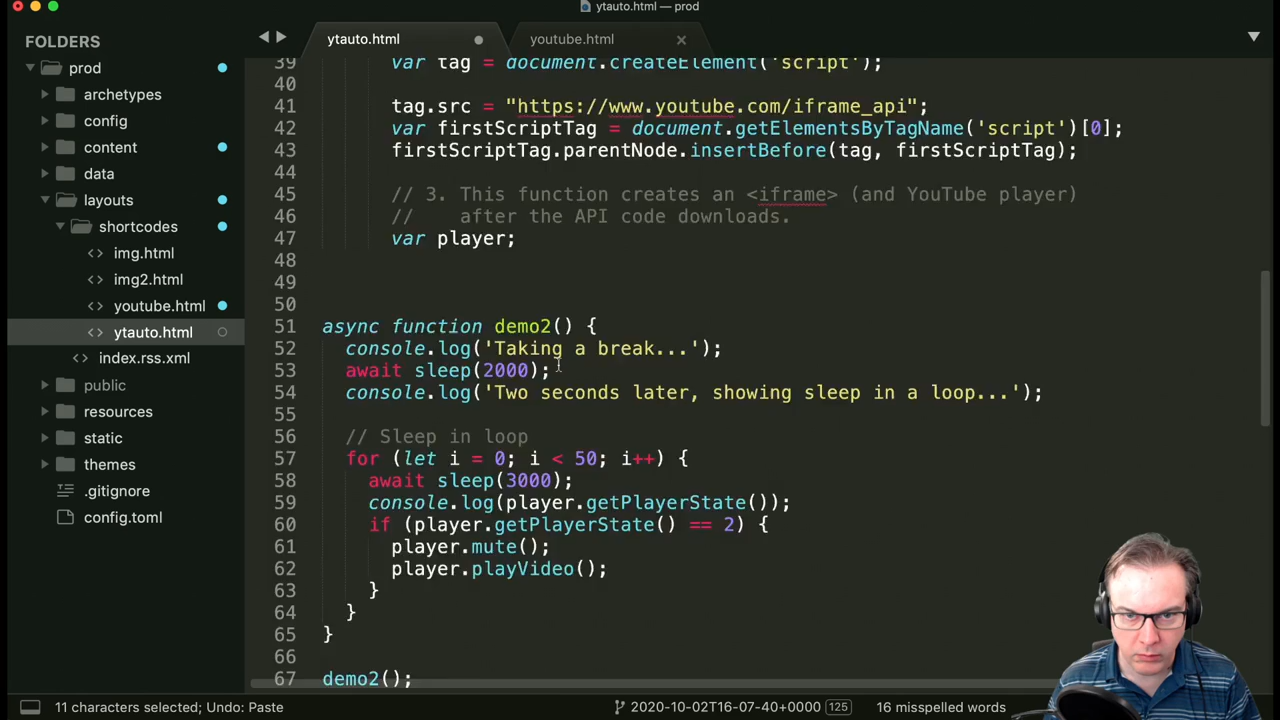 ytauto.html — prod
FOLDERS
prod
archetypes
config
content
data
layouts
shortcodes
img.html
img2.html
youtube.html
ytauto.html
index.rss.xml
public
resources
static
themes
.gitignore
config.toml
ytauto.html
youtube.html
39 var tag = document.createElement('script');
40
41 tag.src = "https://www.youtube.com/iframe_api";
42 var firstScriptTag = document.getElementsByTagName('script')[0];
43 firstScriptTag.parentNode.insertBefore(tag, firstScriptTag);
44
45 // 3. This function creates an <iframe> (and YouTube player)
46 //    after the API code downloads.
47 var player;
48
49
50
51 async function demo2() {
52 console.log('Taking a break...');
53 await sleep(2000);
54 console.log('Two seconds later, showing sleep in a loop...');
55
56 // Sleep in loop
57 for (let i = 0; i < 50; i++) {
58 await sleep(3000);
59 console.log(player.getPlayerState());
60 if (player.getPlayerState() == 2) {
61 player.mute();
62 player.playVideo();
63 }
64 }
65 }
66
67 demo2();
11 characters selected; Undo: Paste
2020-10-02T16-07-40+0000 125
16 misspelled words